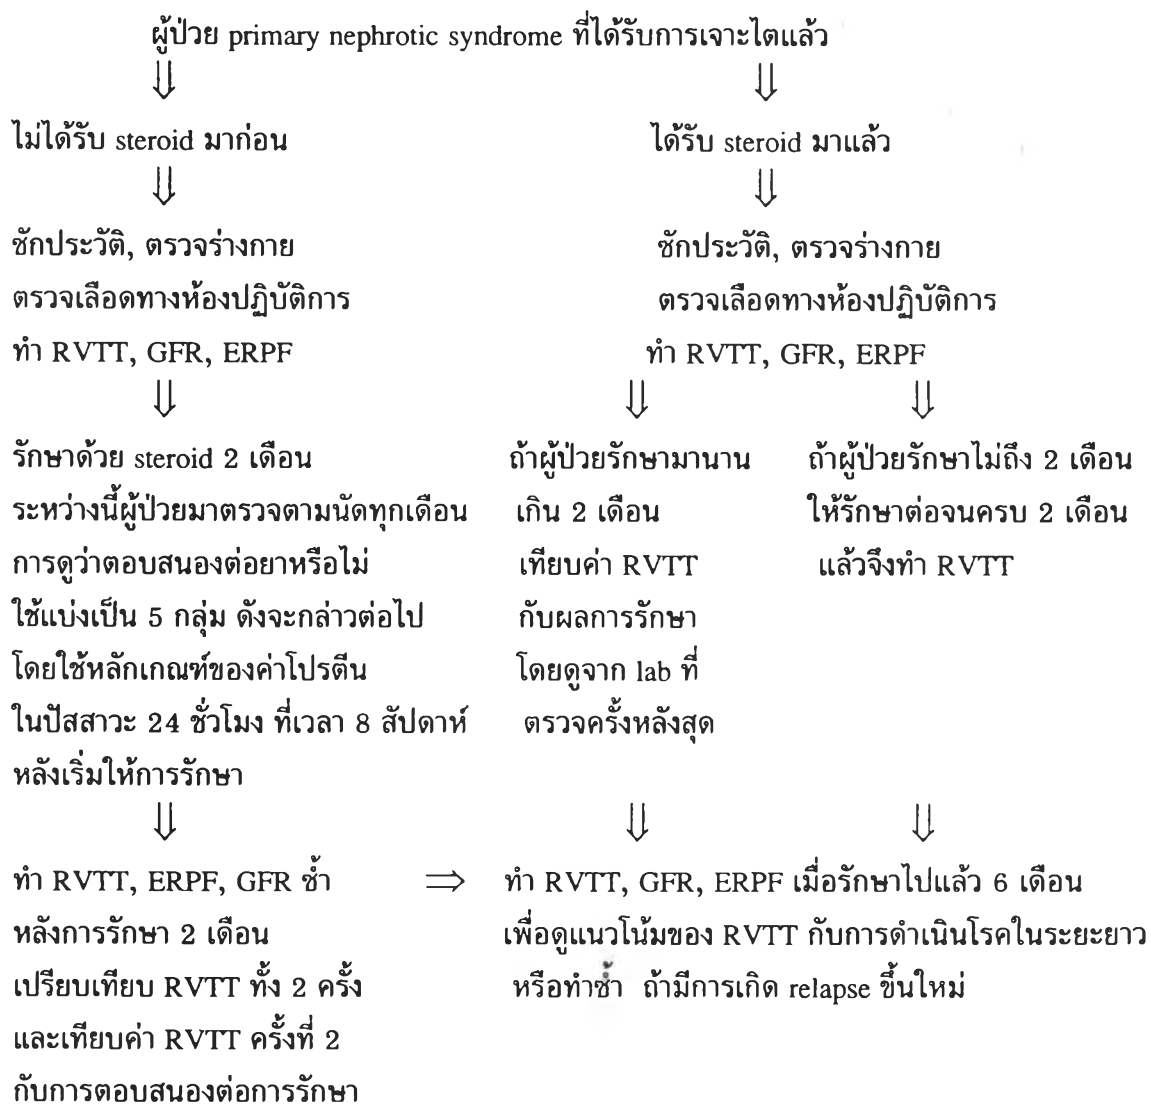 ผู้ป่วย primary nephrotic syndrome ที่ได้รับการเจาะไตแล้ว
⇓ ⇓
ไม่ได้รับ steroid มาก่อน ได้รับ steroid มาแล้ว
⇓ ⇓
ซักประวัติ, ตรวจร่างกาย ซักประวัติ, ตรวจร่างกาย
ตรวจเลือดทางห้องปฏิบัติการ ตรวจเลือดทางห้องปฏิบัติการ
ทำ RVTT, GFR, ERPF ทำ RVTT, GFR, ERPF
⇓ ⇓ ⇓
รักษาด้วย steroid 2 เดือน
ระหว่างนี้ผู้ป่วยมาตรวจตามนัดทุกเดือน
การดูว่าตอบสนองต่อยาหรือไม่
ใช้แบ่งเป็น 5 กลุ่ม ดังจะกล่าวต่อไป
โดยใช้หลักเกณฑ์ของค่าโปรตีน
ในปัสสาวะ 24 ชั่วโมง ที่เวลา 8 สัปดาห์
หลังเริ่มให้การรักษา
ถ้าผู้ป่วยรักษามานาน
เกิน 2 เดือน
เทียบค่า RVTT
กับผลการรักษา
โดยดูจาก lab ที่
ตรวจครั้งหลังสุด
ถ้าผู้ป่วยรักษาไม่ถึง 2 เดือน
ให้รักษาต่อจนครบ 2 เดือน
แล้วจึงทำ RVTT
⇓ ⇓ ⇓
ทำ RVTT, ERPF, GFR ซ้ำ ⇒
หลังการรักษา 2 เดือน
เปรียบเทียบ RVTT ทั้ง 2 ครั้ง
และเทียบค่า RVTT ครั้งที่ 2
กับการตอบสนองต่อการรักษา
ทำ RVTT, GFR, ERPF เมื่อรักษาไปแล้ว 6 เดือน
เพื่อดูแนวโน้มของ RVTT กับการดำเนินโรคในระยะยาว
หรือทำซ้ำ ถ้ามีการเกิด relapse ขึ้นใหม่